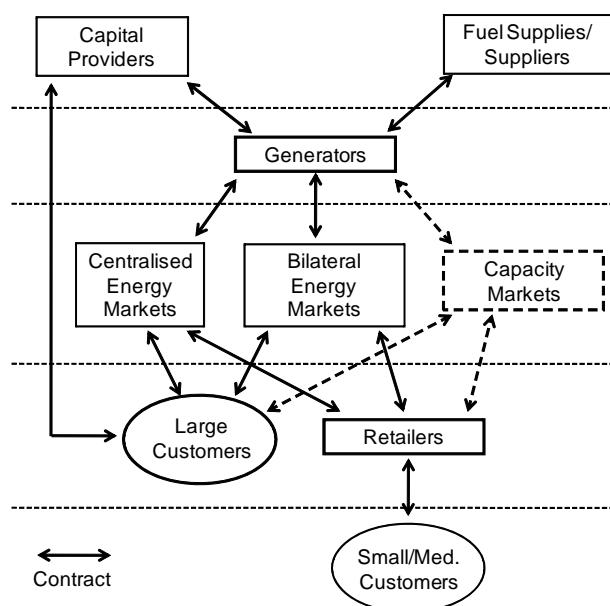 Capital
Providers
Fuel Supplies/
Suppliers
Generators
Centralised
Energy
Markets
Bilateral
Energy
Markets
Capacity
Markets
Large
Customers
Retailers
Contract
Small/Med.
Customers